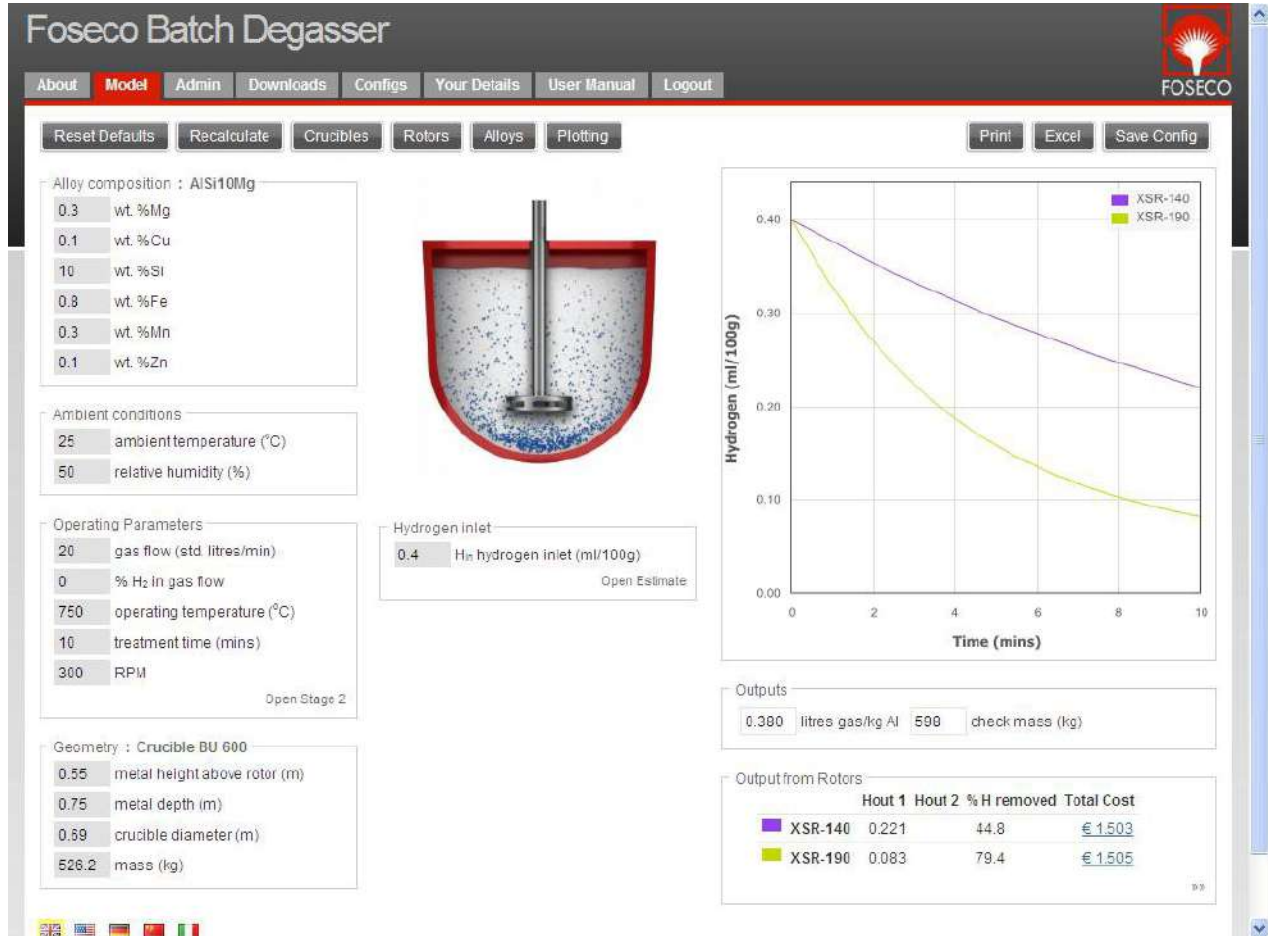 Foseco Batch Degasser
FOSECO
About Model Admin Downloads Configs Your Details User Manual Logout
Reset Defaults Recalculate Crucibles Rotors Alloys Plotting
Print Excel Save Config
Alloy composition : AlSi10Mg
0.3 wt. %Mg
0.1 wt. %Cu
10 wt. %Si
0.8 wt. %Fe
0.3 wt. %Mn
0.1 wt. %Zn
Ambient conditions
25 ambient temperature (°C)
50 relative humidity (%)
Operating Parameters
20 gas flow (std. litres/min)
0 % H₂ in gas flow
750 operating temperature (°C)
10 treatment time (mins)
300 RPM
Open Stage 2
Geometry : Crucible BU 600
0.55 metal height above rotor (m)
0.75 metal depth (m)
0.69 crucible diameter (m)
526.2 mass (kg)
Hydrogen inlet
0.4 Hin hydrogen inlet (ml/100g)
Open Estimate
XSR-140
XSR-190
Hydrogen (ml/100g)
0.40
0.30
0.20
0.10
0.00
0 2 4 6 8 10
Time (mins)
Outputs
0.380 litres gas/kg Al 598 check mass (kg)
Output from Rotors
Hout 1 Hout 2 % H removed Total Cost
XSR-140 0.221 44.8 € 1.503
XSR-190 0.083 79.4 € 1.505
»»